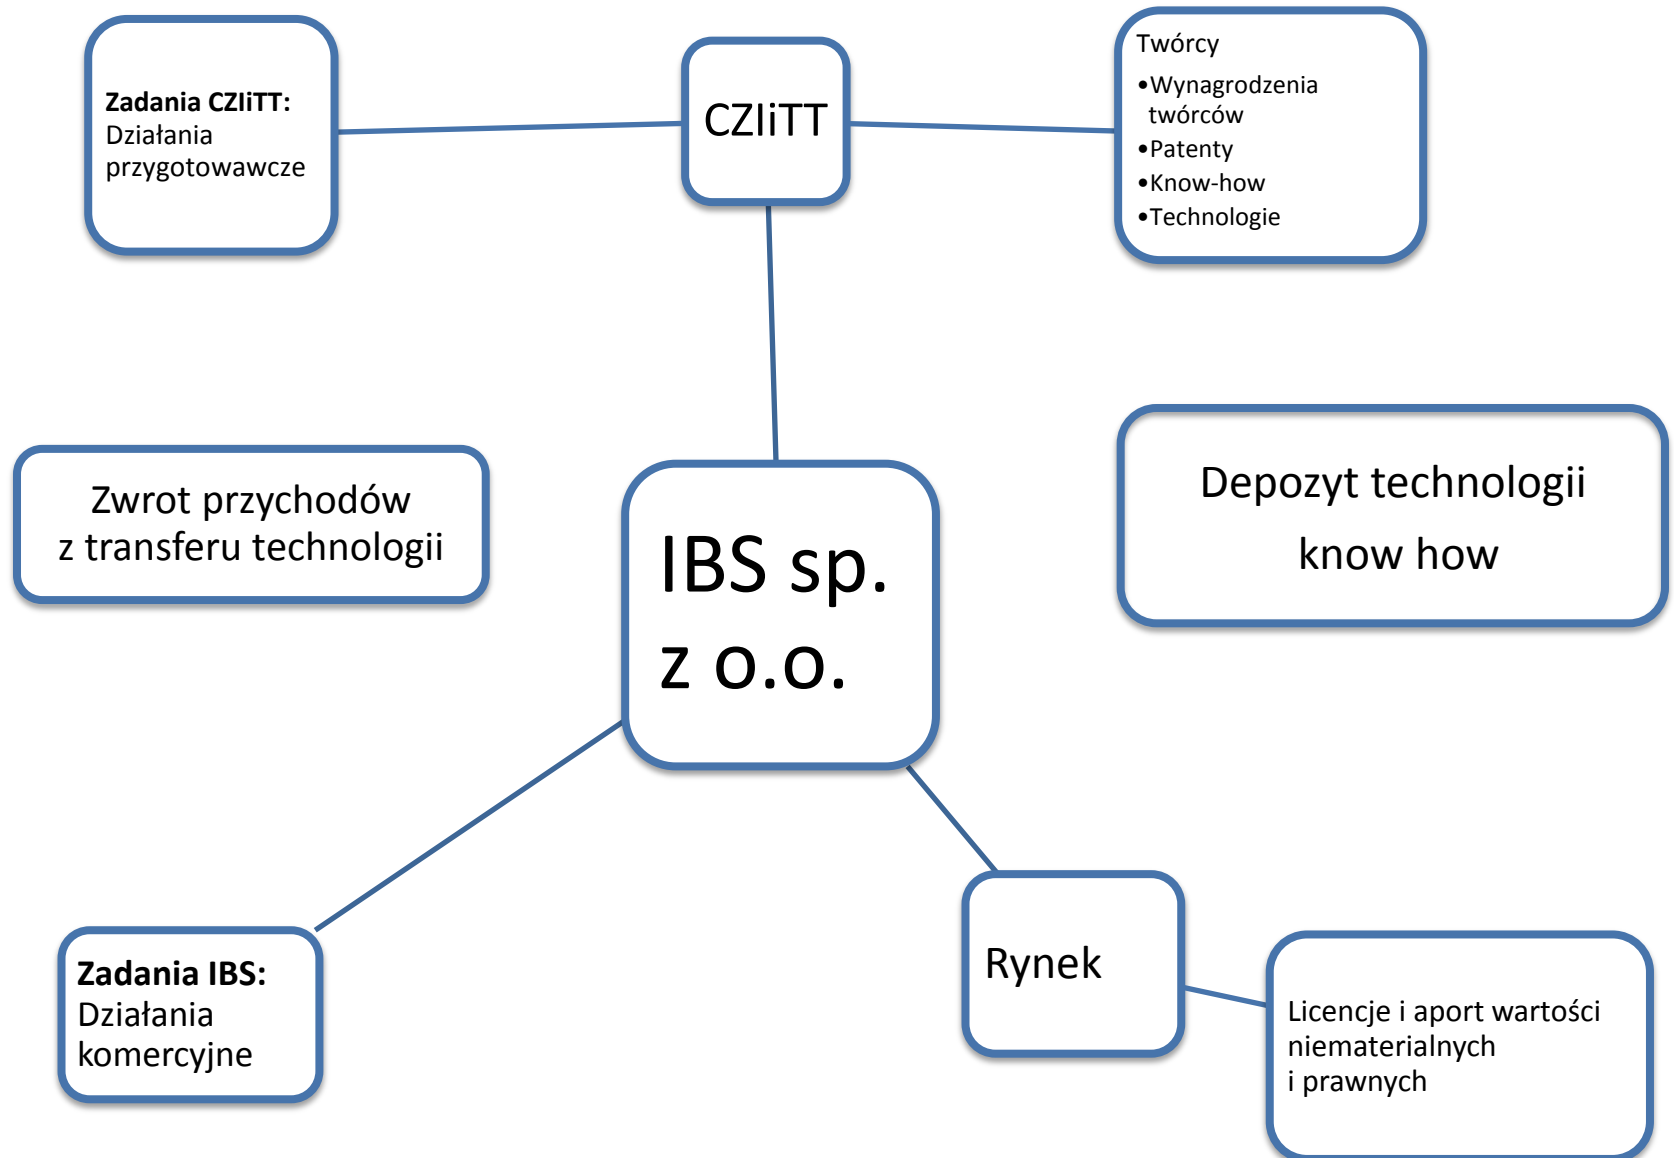 Zadania CZIiTT:
Działania
przygotowawcze
CZIiTT
Twórcy
•Wynagrodzenia
twórców
•Patenty
•Know-how
•Technologie
Zwrot przychodów
z transferu technologii
IBS sp.
z o.o.
Depozyt technologii
know how
Zadania IBS:
Działania
komercyjne
Rynek
Licencje i aport wartości
niematerialnych
i prawnych